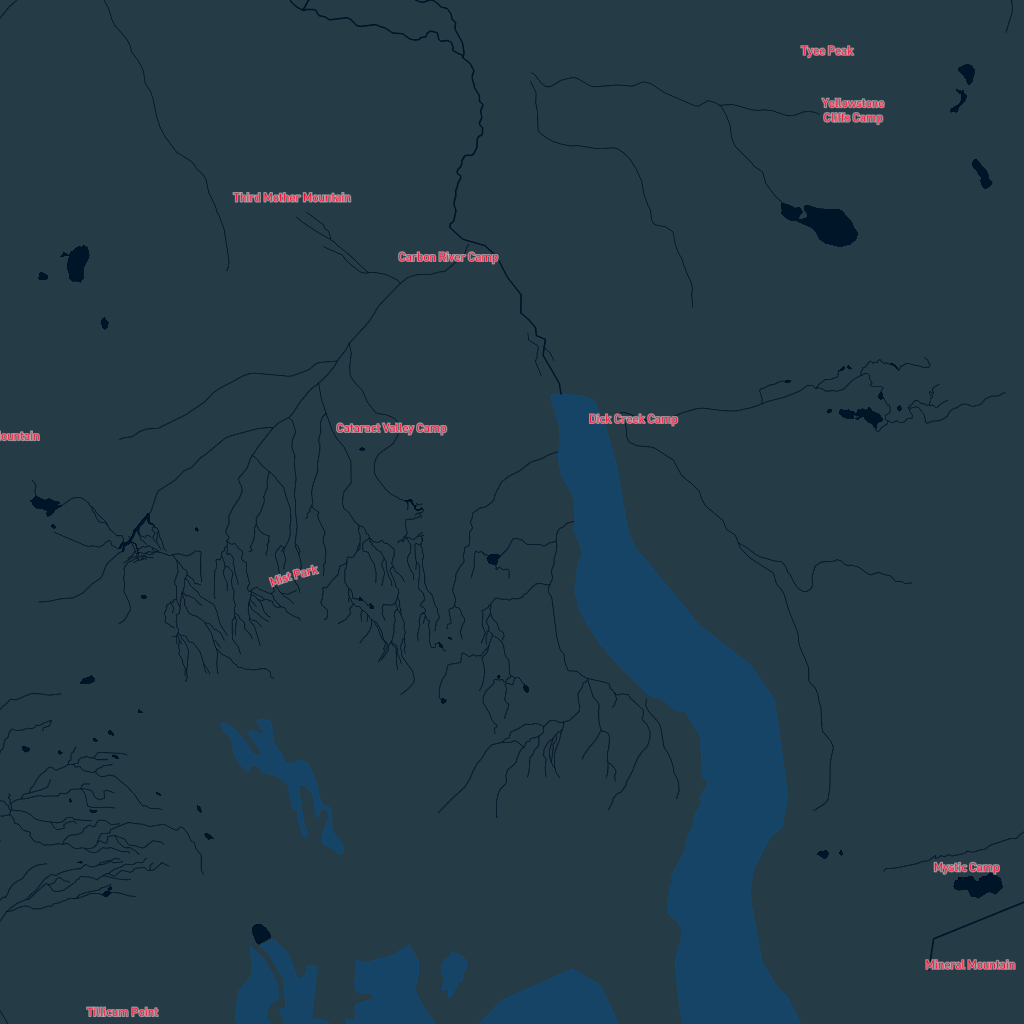 Tyee Peak
Yellowstone
Cliffs Camp
Third Mother Mountain
Carbon River Camp
Dick Creek Camp
Cataract Valley Camp
ountain
Mist Park
Mystic Camp
Mineral Mountain
Tillicum Point